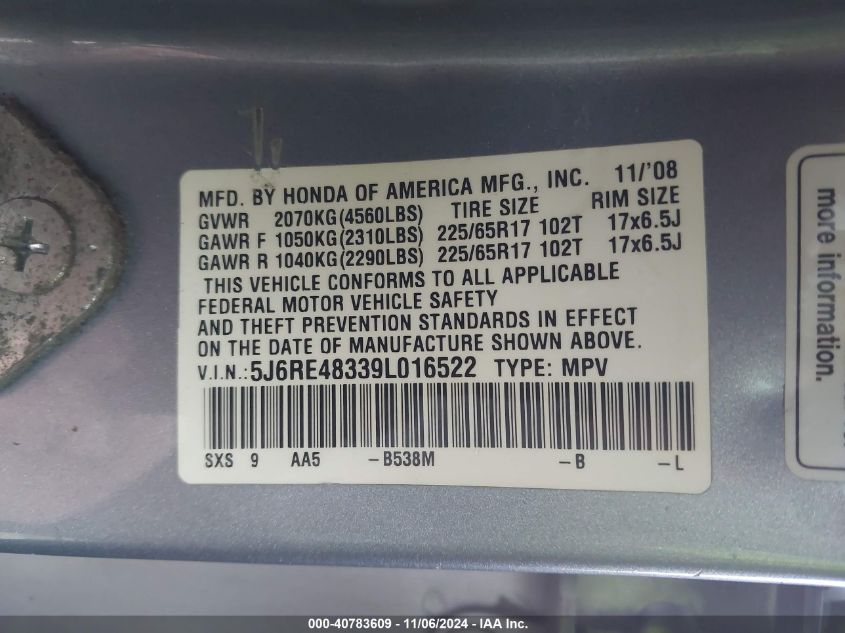 MFD. BY HONDA OF AMERICA MFG., INC. 11/'08
GVWR 2070KG(4560LBS) TIRE SIZE RIM SIZE
GAWR F 1050KG(2310LBS) 225/65R17 102T 17x6.5J
GAWR R 1040KG(2290LBS) 225/65R17 102T 17x6.5J
THIS VEHICLE CONFORMS TO ALL APPLICABLE
FEDERAL MOTOR VEHICLE SAFETY
AND THEFT PREVENTION STANDARDS IN EFFECT
ON THE DATE OF MANUFACTURE SHOWN ABOVE.
V.I.N.:5J6RE48339L016522 TYPE: MPV
SXS 9 AA5 -B538M -B -L
more information.
000-40783609 - 11/06/2024 - IAA Inc.